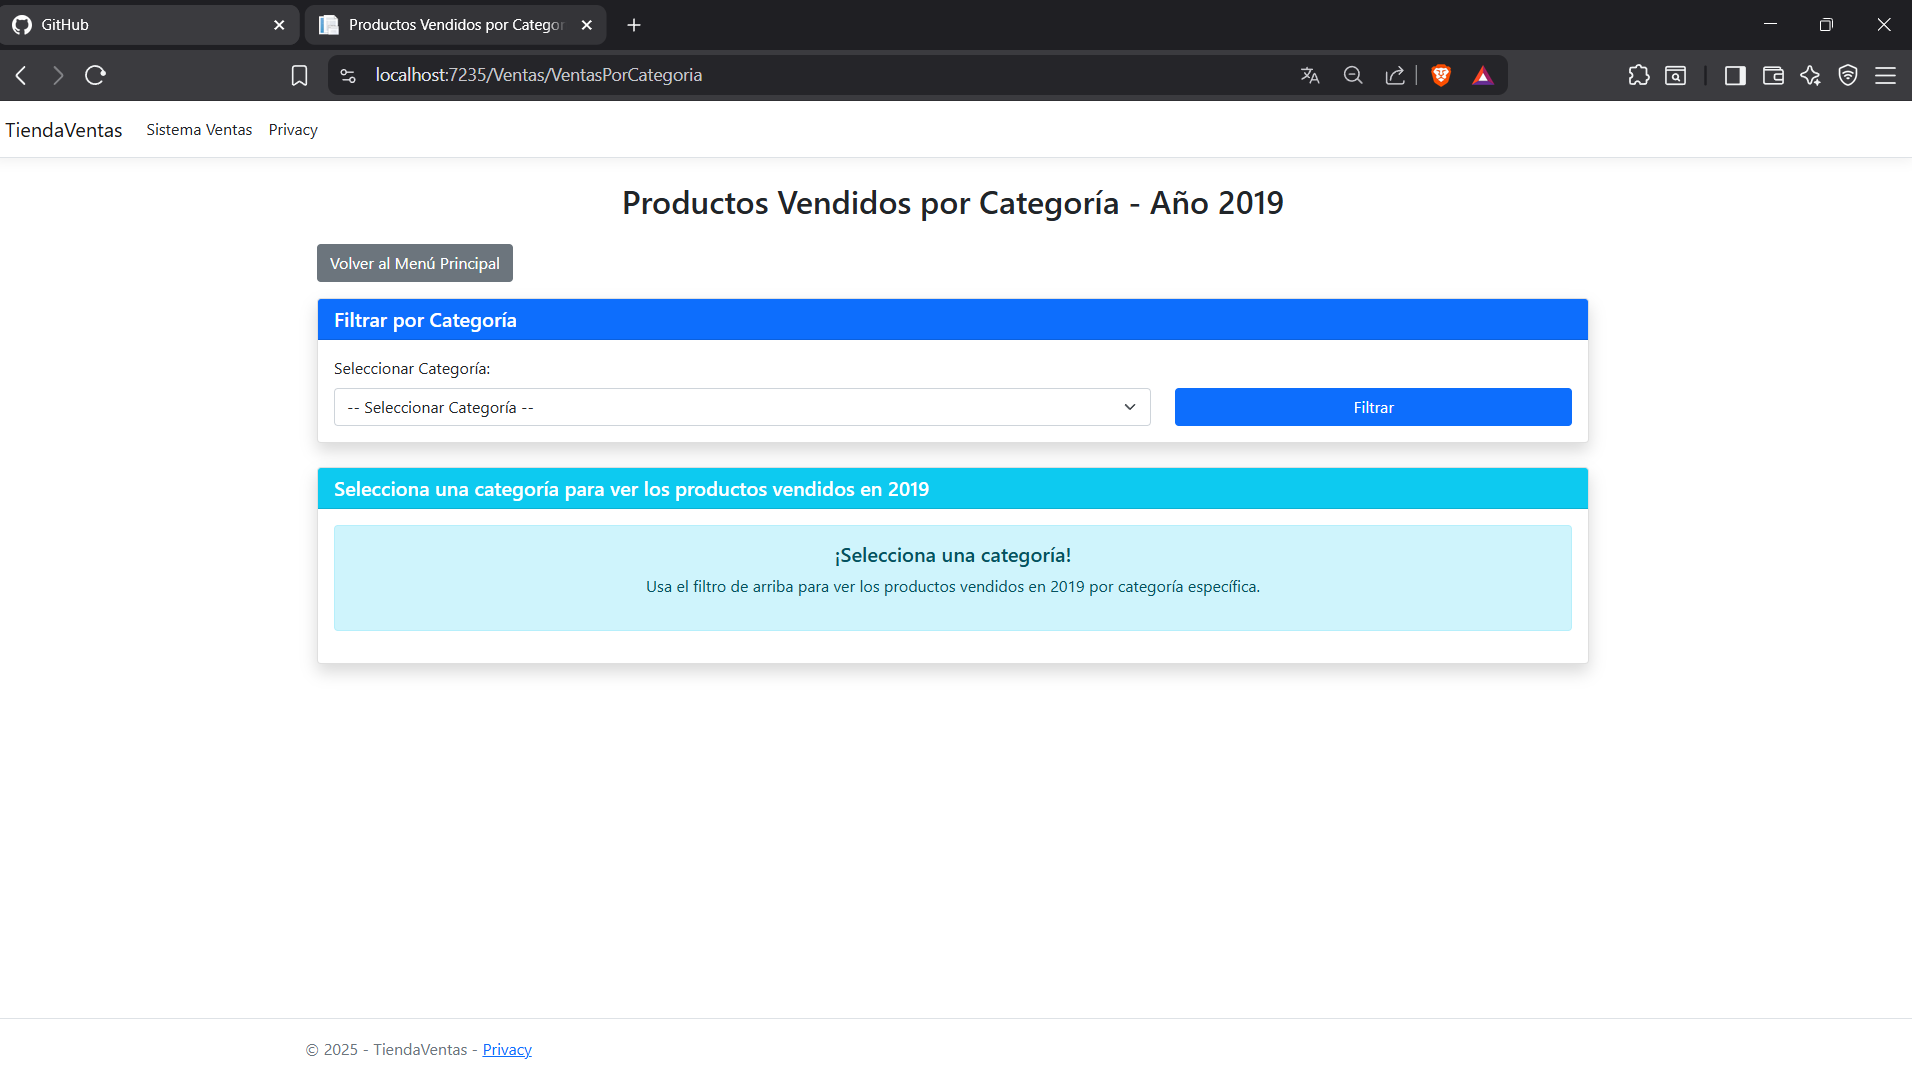 GitHub
Productos Vendidos por Categor
localhost:7235/Ventas/VentasPorCategoria
TiendaVentas Sistema Ventas Privacy
Productos Vendidos por Categoría - Año 2019
Volver al Menú Principal
Filtrar por Categoría
Seleccionar Categoría:
-- Seleccionar Categoría --
Filtrar
Selecciona una categoría para ver los productos vendidos en 2019
¡Selecciona una categoría!
Usa el filtro de arriba para ver los productos vendidos en 2019 por categoría específica.
© 2025 - TiendaVentas - Privacy